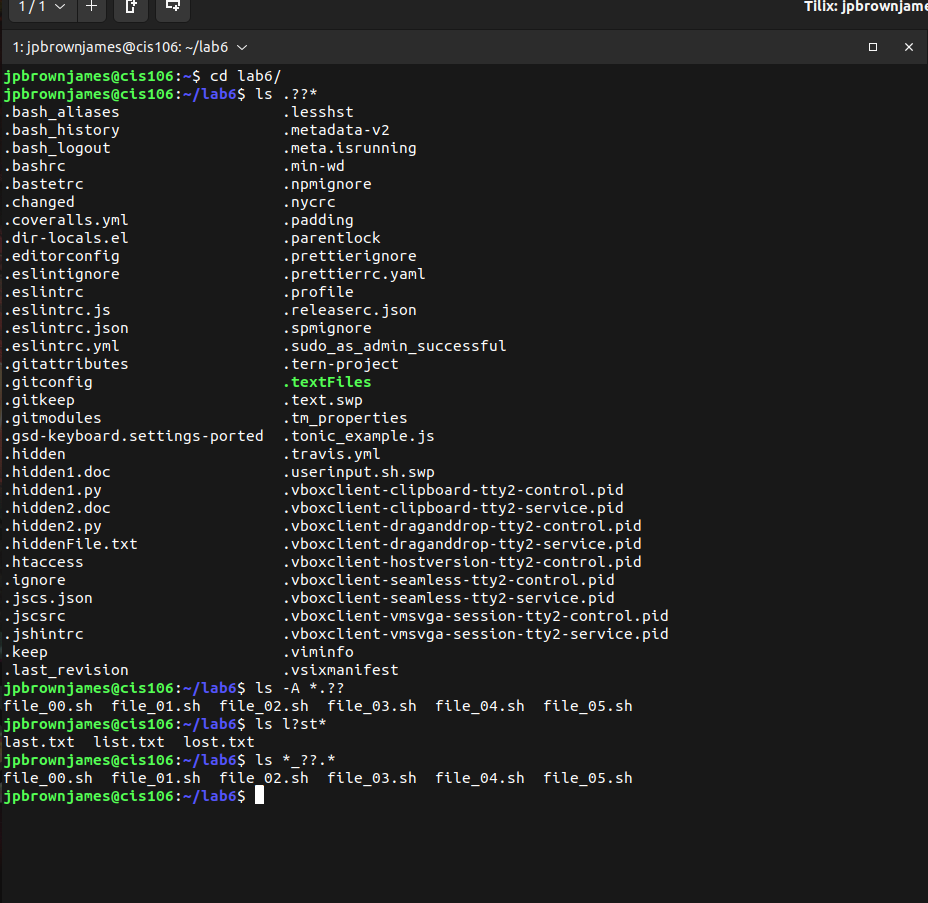 1 / 1
Tilix: jpbrownjame
1: jpbrownjames@cis106: ~/lab6
jpbrownjames@cis106:~$ cd lab6/
jpbrownjames@cis106:~/lab6$ ls .??*
.bash_aliases .lesshst
.bash_history .metadata-v2
.bash_logout .meta.isrunning
.bashrc .min-wd
.bastetrc .npmignore
.changed .nycrc
.coveralls.yml .padding
.dir-locals.el .parentlock
.editorconfig .prettierignore
.eslintignore .prettierrc.yaml
.eslintrc .profile
.eslintrc.js .releaserc.json
.eslintrc.json .spmignore
.eslintrc.yml .sudo_as_admin_successful
.gitattributes .tern-project
.gitconfig .textFiles
.gitkeep .text.swp
.gitmodules .tm_properties
.gsd-keyboard.settings-ported .tonic_example.js
.hidden .travis.yml
.hidden1.doc .userinput.sh.swp
.hidden1.py .vboxclient-clipboard-tty2-control.pid
.hidden2.doc .vboxclient-clipboard-tty2-service.pid
.hidden2.py .vboxclient-draganddrop-tty2-control.pid
.hiddenFile.txt .vboxclient-draganddrop-tty2-service.pid
.htaccess .vboxclient-hostversion-tty2-control.pid
.ignore .vboxclient-seamless-tty2-control.pid
.jscs.json .vboxclient-seamless-tty2-service.pid
.jscsrc .vboxclient-vmsvga-session-tty2-control.pid
.jshintrc .vboxclient-vmsvga-session-tty2-service.pid
.keep .viminfo
.last_revision .vsixmanifest
jpbrownjames@cis106:~/lab6$ ls -A *.??
file_00.sh file_01.sh file_02.sh file_03.sh file_04.sh file_05.sh
jpbrownjames@cis106:~/lab6$ ls l?st*
last.txt list.txt lost.txt
jpbrownjames@cis106:~/lab6$ ls *_??.*
file_00.sh file_01.sh file_02.sh file_03.sh file_04.sh file_05.sh
jpbrownjames@cis106:~/lab6$